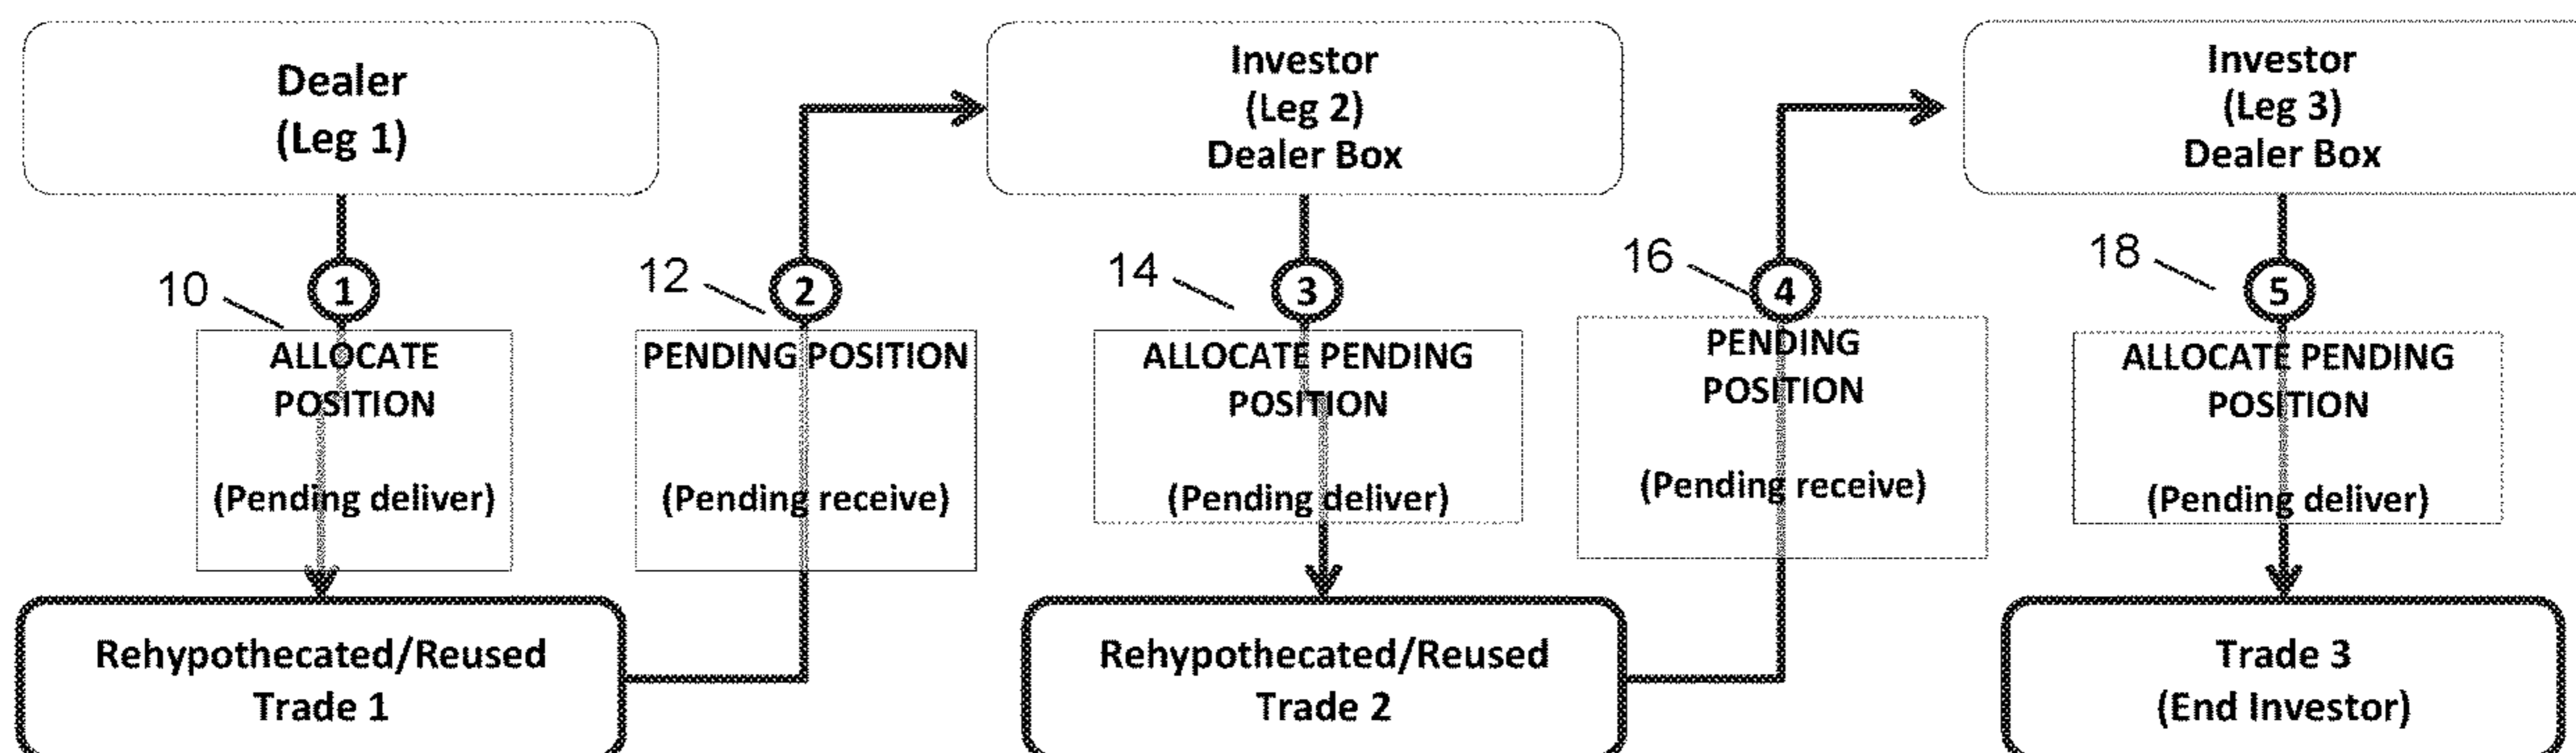 Dealer
(Leg 1)
Investor
(Leg 2)
Dealer Box
Investor
(Leg 3)
Dealer Box
10
1
12
2
14
3
16
4
18
5
ALLOCATE
POSITION
(Pending deliver)
PENDING POSITION
(Pending receive)
ALLOCATE PENDING
POSITION
(Pending deliver)
PENDING
POSITION
(Pending receive)
ALLOCATE PENDING
POSITION
(Pending deliver)
Rehypothecated/Reused
Trade 1
Rehypothecated/Reused
Trade 2
Trade 3
(End Investor)